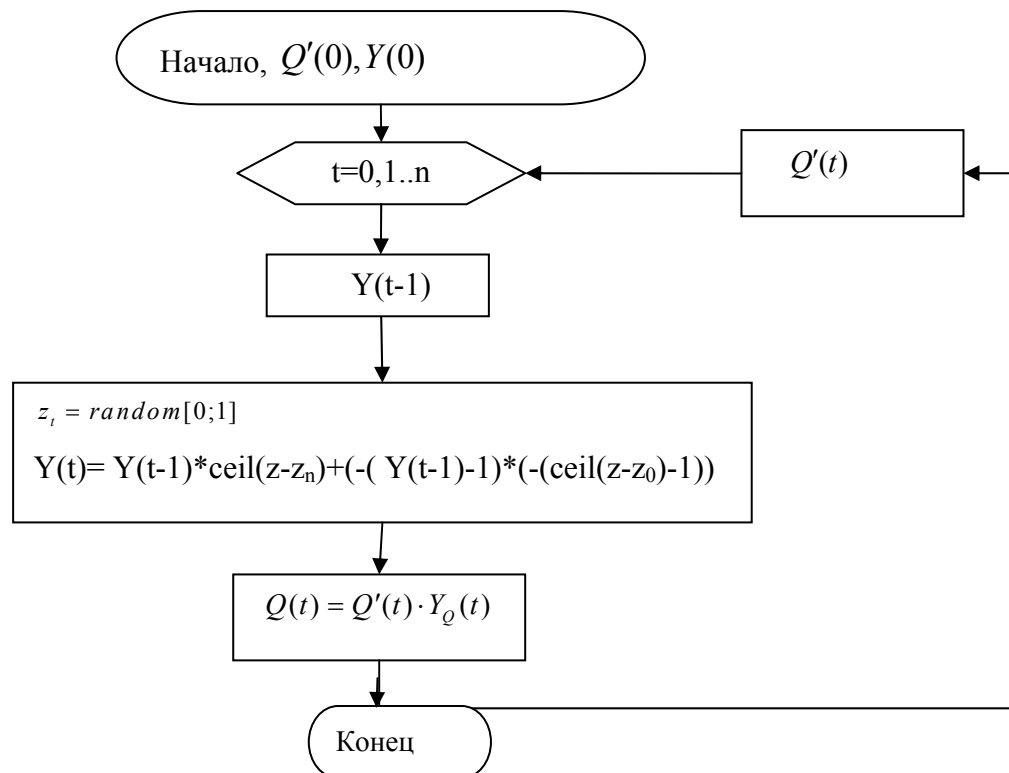 Начало, Q′(0),Y(0)
t=0,1..n
Q′(t)
Y(t-1)
z_t = random[0;1]
Y(t)= Y(t-1)*ceil(z-z_n)+(-( Y(t-1)-1)*(-(ceil(z-z_0)-1))
Q(t) = Q′(t)·Y_Q(t)
Конец